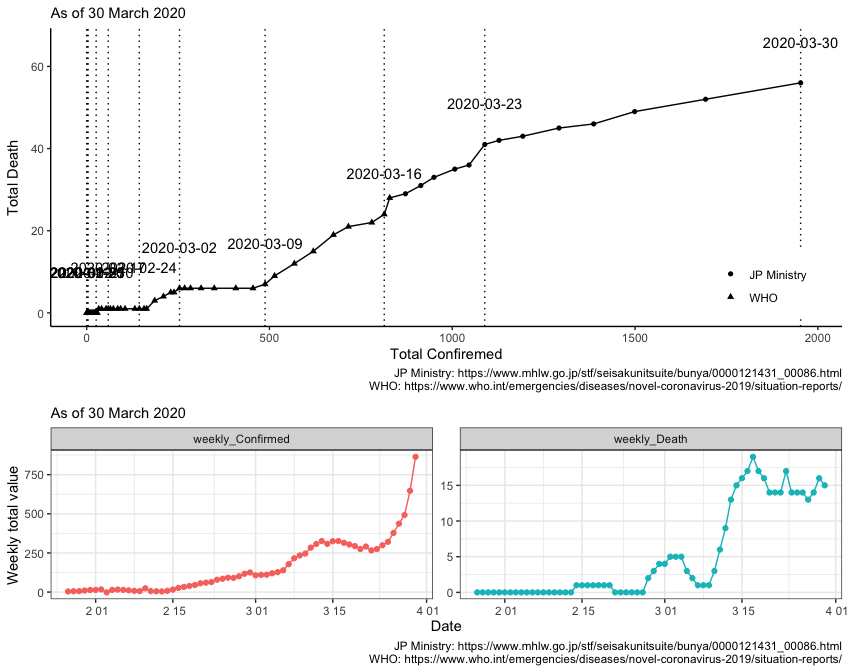 As of 30 March 2020
Total Death
60
40
20
0
2020-03-30
2020-03-23
2020-03-16
2020-03-09
2020-03-02
JP Ministry
WHO
0 500 1000 1500 2000
Total Confiremed
JP Ministry: https://www.mhlw.go.jp/stf/seisakunitsuite/bunya/0000121431_00086.html
WHO: https://www.who.int/emergencies/diseases/novel-coronavirus-2019/situation-reports/
As of 30 March 2020
weekly_Confirmed weekly_Death
Weekly total value
750
500
250
0
15
10
5
0
2 01 2 15 3 01 3 15 4 01 2 01 2 15 3 01 3 15 4 01
Date
JP Ministry: https://www.mhlw.go.jp/stf/seisakunitsuite/bunya/0000121431_00086.html
WHO: https://www.who.int/emergencies/diseases/novel-coronavirus-2019/situation-reports/